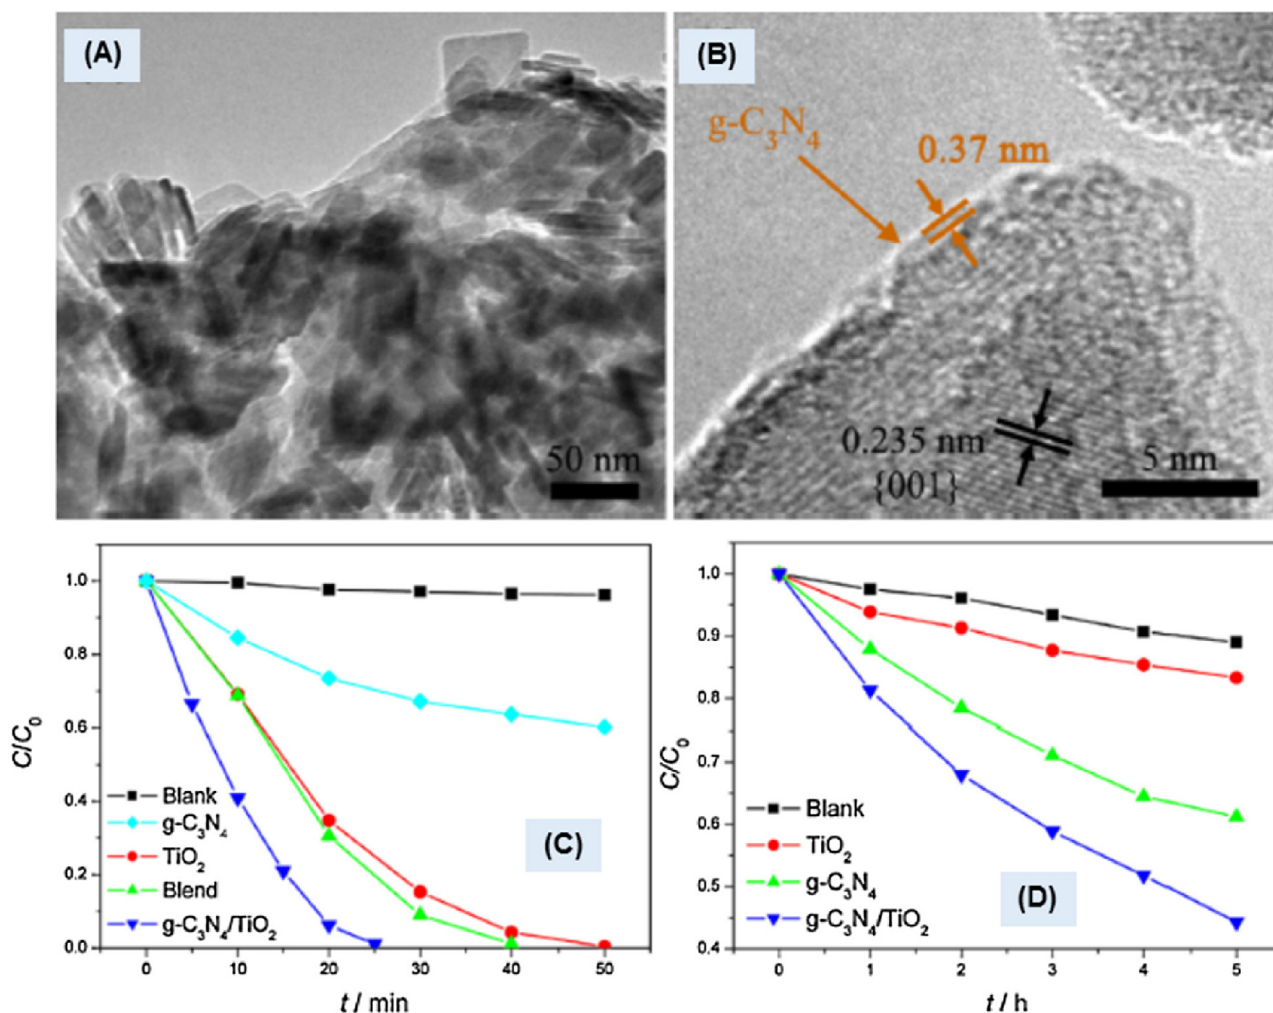 (A)
50 nm
(B)
g-C₃N₄
0.37 nm
0.235 nm
{001}
5 nm
C/C₀
1.0
0.8
0.6
0.4
0.2
0.0
Blank
g-C₃N₄
TiO₂
Blend
g-C₃N₄/TiO₂
(C)
0 10 20 30 40 50
t / min
C/C₀
1.0
0.9
0.8
0.7
0.6
0.5
0.4
Blank
TiO₂
g-C₃N₄
g-C₃N₄/TiO₂
(D)
0 1 2 3 4 5
t / h